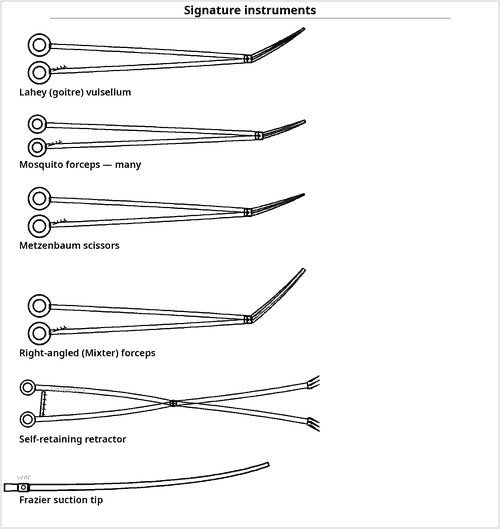 Signature instruments
Lahey (goitre) vulsellum
Mosquito forceps — many
Metzenbaum scissors
Right-angled (Mixter) forceps
Self-retaining retractor
vent
Frazier suction tip